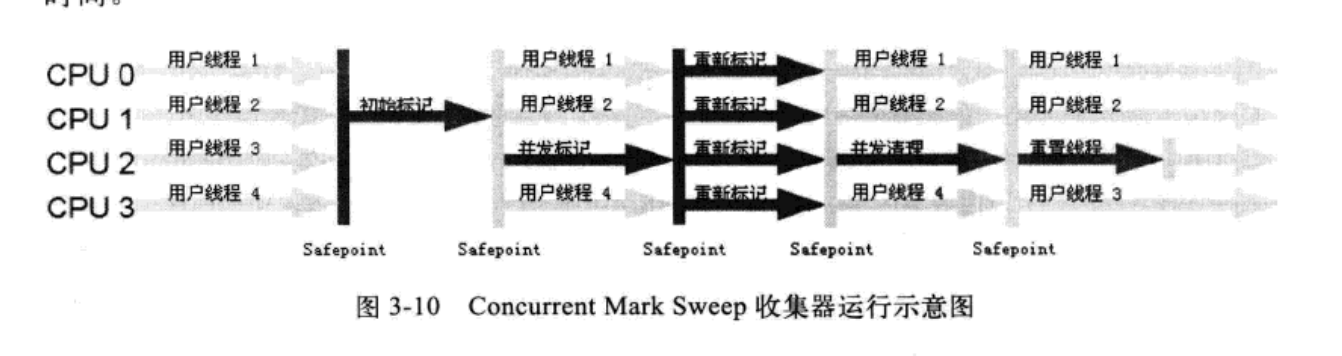 时间。
用户线程 1 用户线程 1 重新标记 用户线程 1 用户线程 1
CPU 0
用户线程 2 初始标记 用户线程 2 重新标记 用户线程 2 用户线程 2
CPU 1
用户线程 3 并发标记 重新标记 并发清理 重置线程
CPU 2
用户线程 4 用户线程 4 重新标记 用户线程 4 用户线程 3
CPU 3
Safepoint Safepoint Safepoint Safepoint Safepoint
图 3-10 Concurrent Mark Sweep 收集器运行示意图